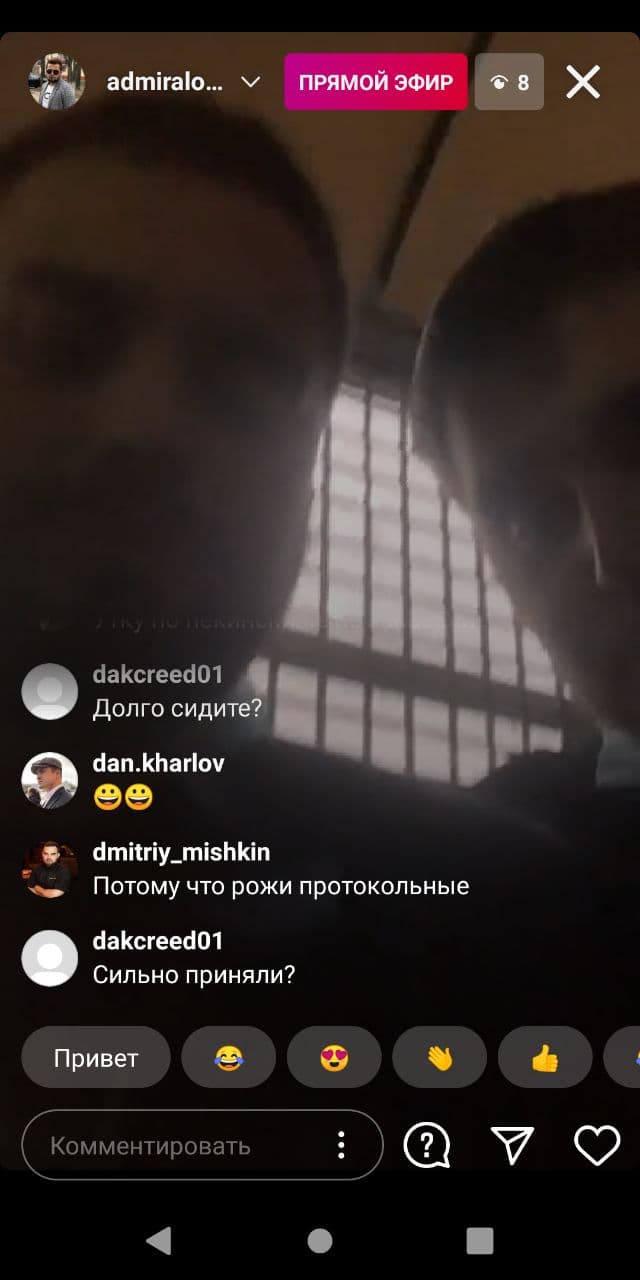 admiralo...
ПРЯМОЙ ЭФИР
8
dakcreed01
Долго сидите?
dan.kharlov
😀😀
dmitriy_mishkin
Потому что рожи протокольные
dakcreed01
Сильно приняли?
Привет
Комментировать